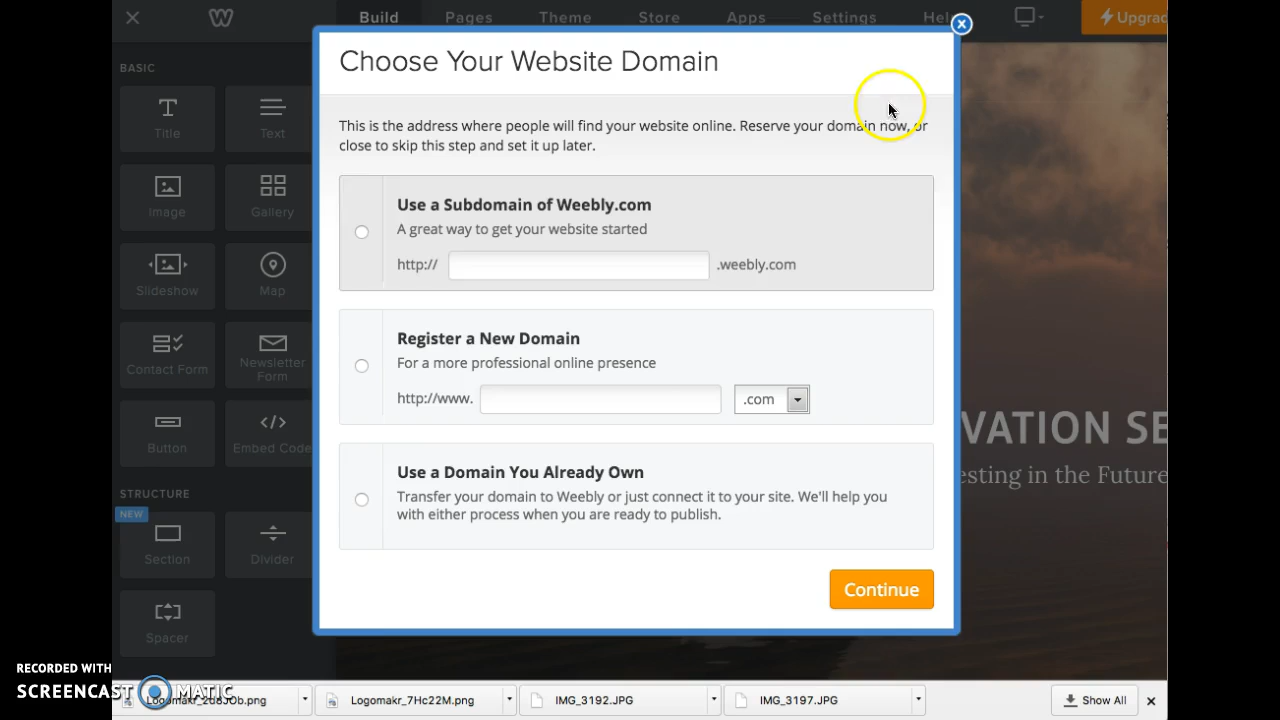 Build Pages Theme Store Apps Settings Upgrad
Choose Your Website Domain
This is the address where people will find your website online. Reserve your domain now, or
close to skip this step and set it up later.
Use a Subdomain of Weebly.com
A great way to get your website started
http:// .weebly.com
Register a New Domain
For a more professional online presence
http://www. .com
Use a Domain You Already Own
Transfer your domain to Weebly or just connect it to your site. We'll help you
with either process when you are ready to publish.
Continue
BASIC
Title Text
Image Gallery
Slideshow Map
Contact Form Newsletter
Form
Button Embed Code
STRUCTURE
NEW
Section Divider
Spacer
VATION SE
esting in the Future
RECORDED WITH
SCREENCAST MATIC
Logomakr_7Hc22M.png IMG_3192.JPG IMG_3197.JPG Show All